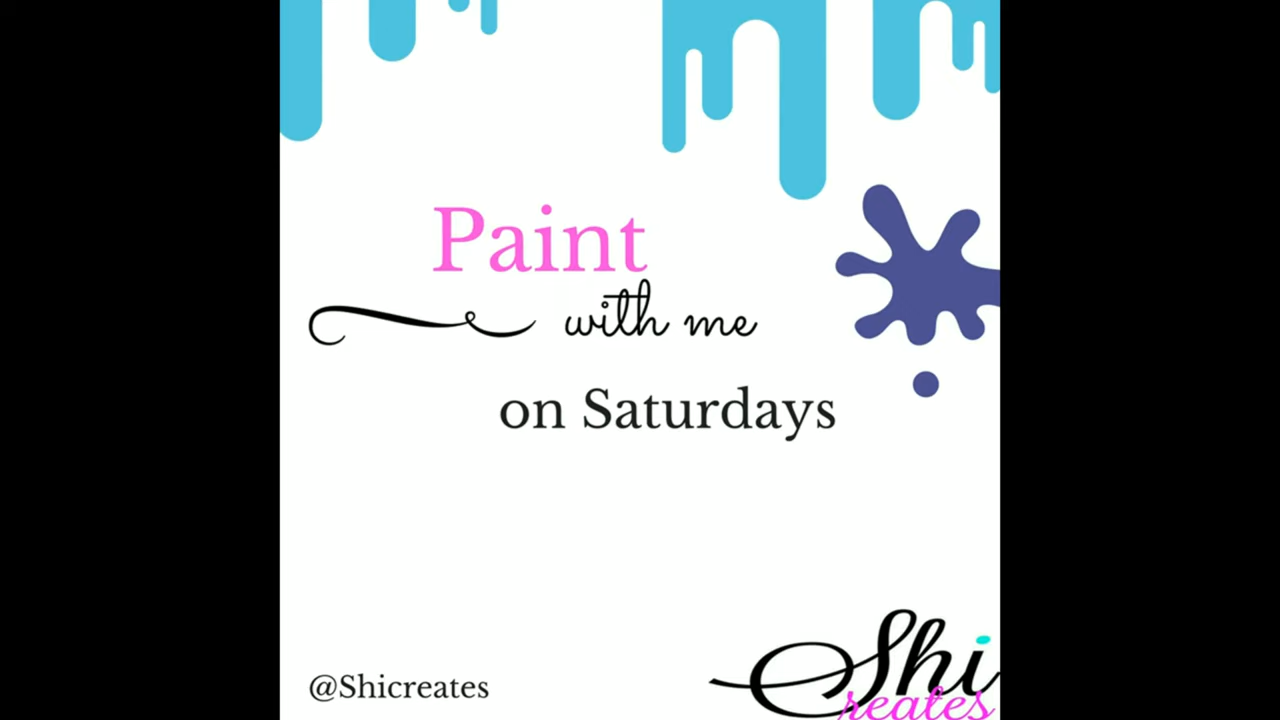 Paint
with me
on Saturdays
@Shicreates
Shi
reates